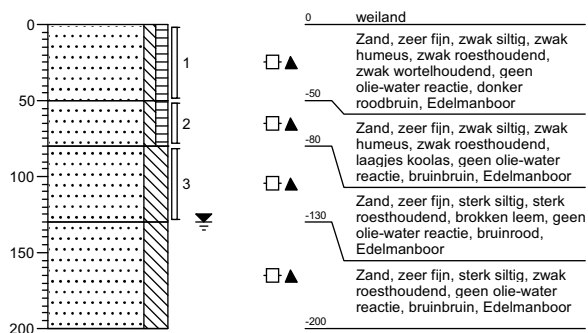 0
50
100
150
200
1
2
3
0
weiland
Zand, zeer fijn, zwak siltig, zwak
humeus, zwak roesthoudend,
zwak wortelhoudend, geen
olie-water reactie, donker
roodbruin, Edelmanboor
-50
Zand, zeer fijn, zwak siltig, zwak
humeus, zwak roesthoudend,
laagjes koolas, geen olie-water
reactie, bruinbruin, Edelmanboor
-80
Zand, zeer fijn, sterk siltig, sterk
roesthoudend, brokken leem, geen
olie-water reactie, bruinrood,
Edelmanboor
-130
Zand, zeer fijn, sterk siltig, zwak
roesthoudend, geen olie-water
reactie, bruinbruin, Edelmanboor
-200